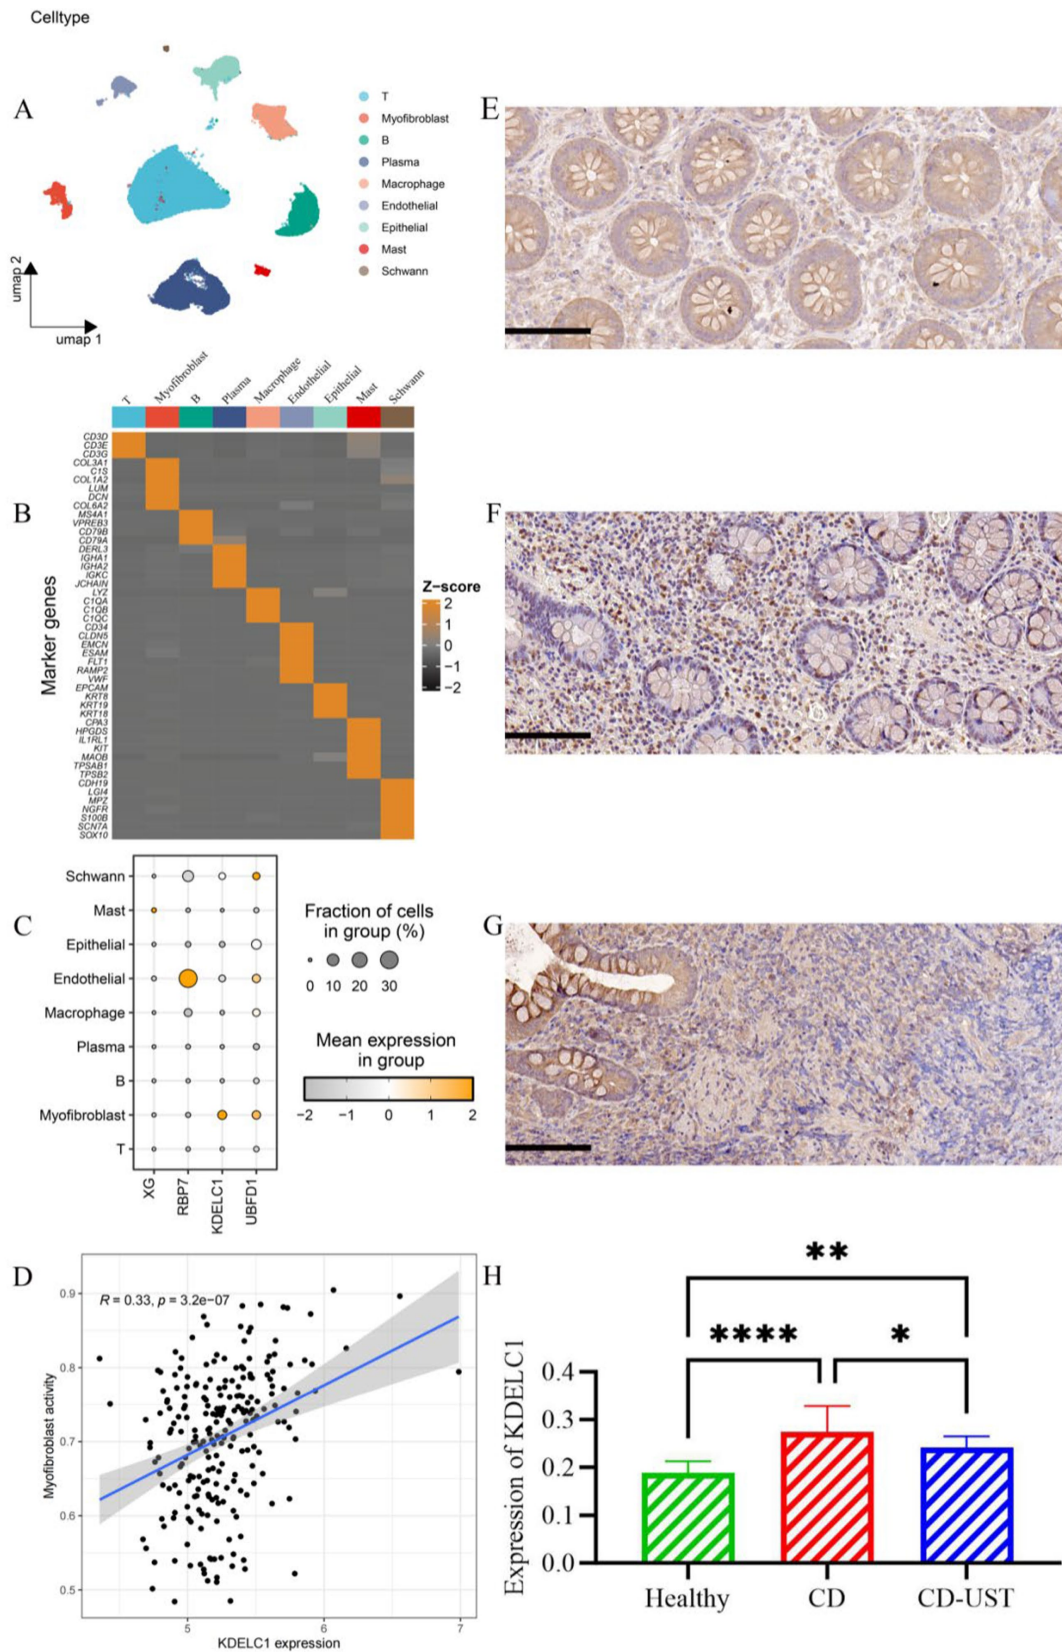 Celltype
A
T
Myofibroblast
B
Plasma
Macrophage
Endothelial
Epithelial
Mast
Schwann
umap 2
umap 1
T
Myofibroblast
B
Plasma
Macrophage
Endothelial
Epithelial
Mast
Schwann
B
Marker genes
CD3D
CD3E
CD3G
COL3A1
C1S
COL1A2
LUM
DCN
COL6A2
MS4A1
VPREB3
CD79B
CD79A
DERL3
IGHA1
IGHA2
IGKC
JCHAIN
LYZ
C1QA
C1QB
C1QC
CD34
CLDN5
EMCN
ESAM
FLT1
RAMP2
VWF
EPCAM
KRT8
KRT19
KRT18
CPA3
HPGDS
IL1RL1
KIT
MAOB
TPSAB1
TPSB2
CDH19
LGI4
MPZ
NGFR
S100B
SCN7A
SOX10
Z-score
2
1
0
−1
−2
C
Schwann
Mast
Epithelial
Endothelial
Macrophage
Plasma
B
Myofibroblast
T
XG
RBP7
KDELC1
UBFD1
Fraction of cells
in group (%)
0 10 20 30
Mean expression
in group
−2 −1 0 1 2
D
R = 0.33, p = 3.2e−07
Myofibroblast activity
0.9
0.8
0.7
0.6
0.5
5 6 7
KDELC1 expression
E
F
G
H
**
**** *
Expression of KDELC1
0.4
0.3
0.2
0.1
0.0
Healthy CD CD-UST